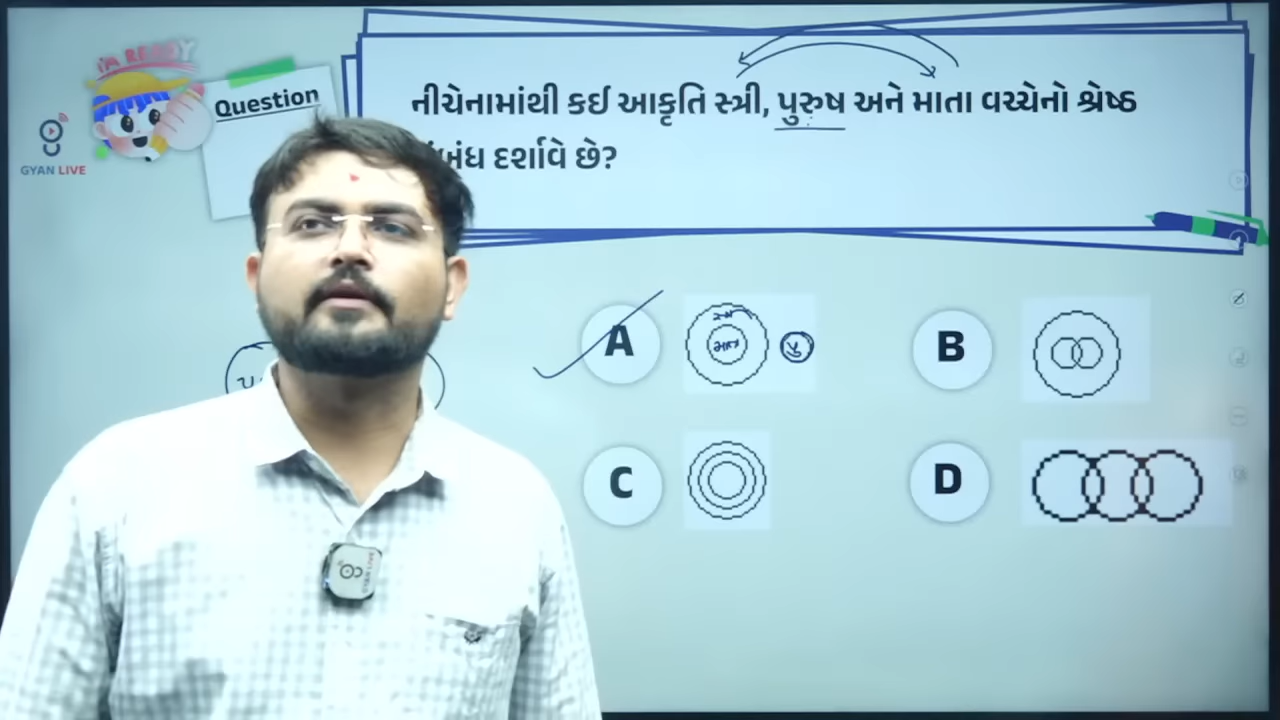 I'M READY
Question
GYAN LIVE
નીચેનામાંથી કઈ આકૃતિ સ્ત્રી, પુરુષ અને માતા વચ્ચેનો શ્રેષ્ઠ
દર્શાવે છે?
A
B
C
D